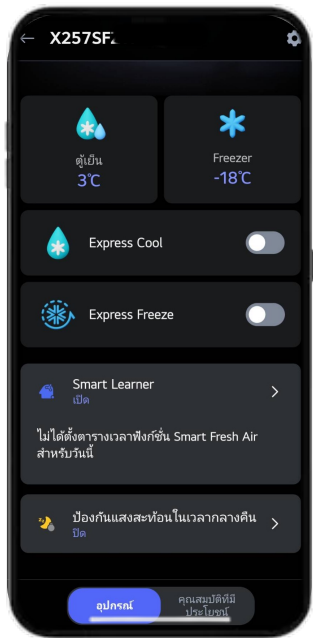 X257SF
ตู้เย็น
3°C
Freezer
-18°C
Express Cool
Express Freeze
Smart Learner
เปิด
ไม่ได้ตั้งตารางเวลาฟังก์ชั่น Smart Fresh Air
สำหรับวันนี้
ป้องกันแสงสะท้อนในเวลากลางคืน
ปิด
อุปกรณ์
คุณสมบัติที่มี
ประโยชน์